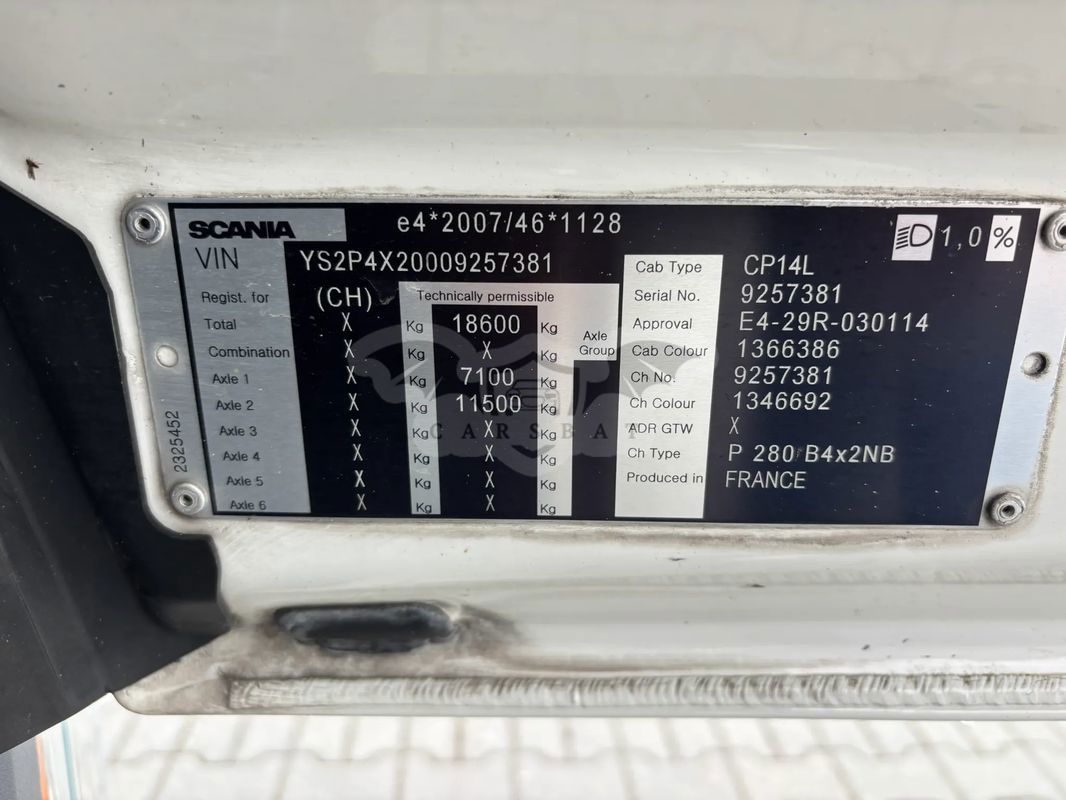 SCANIA e4*2007/46*1128 1,0 %
VIN YS2P4X20009257381
Regist. for (CH) Technically permissible
Total X Kg 18600 Kg
Combination X Kg X Kg Axle Group
Axle 1 X Kg 7100 Kg
Axle 2 X Kg 11500 Kg
Axle 3 X Kg X Kg
Axle 4 X Kg X Kg
Axle 5 X Kg X Kg
Axle 6 X Kg X Kg
Cab Type CP14L
Serial No. 9257381
Approval E4-29R-030114
Cab Colour 1366386
Ch No. 9257381
Ch Colour 1346692
ADR GTW X
Ch Type P 280 B4x2NB
Produced in FRANCE
2325452
CARSBAT